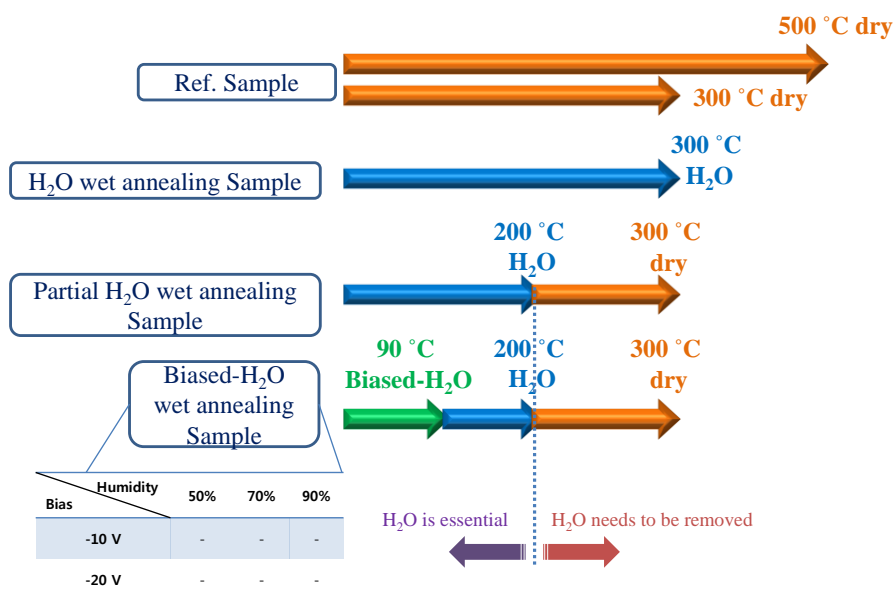 500 ˚C dry
Ref. Sample
300 ˚C dry
300 ˚C
H₂O
H₂O wet annealing Sample
200 ˚C
H₂O
300 ˚C
dry
Partial H₂O wet annealing
Sample
90 ˚C
Biased-H₂O
200 ˚C
H₂O
300 ˚C
dry
Biased-H₂O
wet annealing
Sample
Humidity
Bias
50% 70% 90%
-10 V - - -
-20 V - - -
H₂O is essential
H₂O needs to be removed